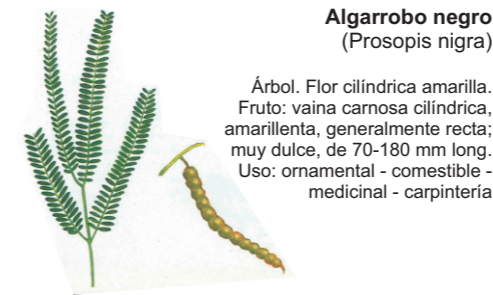 Algarrobo negro
(Prosopis nigra)
Árbol. Flor cilíndrica amarilla.
Fruto: vaina carnosa cilíndrica,
amarillenta, generalmente recta;
muy dulce, de 70-180 mm long.
Uso: ornamental - comestible -
medicinal - carpintería